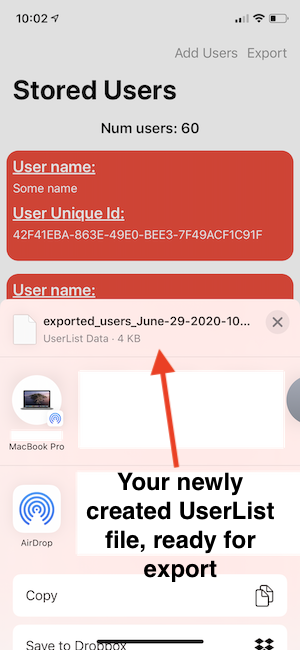 10:02
Add Users Export
Stored Users
Num users: 60
User name:
Some name
User Unique Id:
42F41EBA-863E-49E0-BEE3-7F49ACF1C91F
User name:
exported_users_June-29-2020-10...
UserList Data · 4 KB
MacBook Pro
AirDrop
Your newly
created UserList
file, ready for
export
Copy
Save to Dropbox